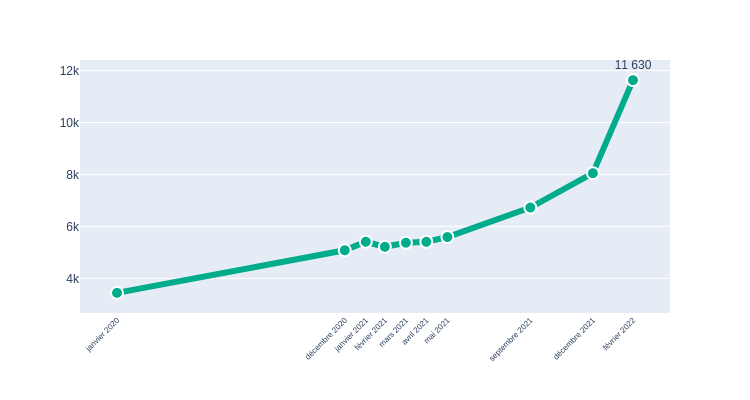 11 630
12k
10k
8k
6k
4k
janvier 2020
décembre 2020
janvier 2021
février 2021
mars 2021
avril 2021
mai 2021
septembre 2021
décembre 2021
février 2022